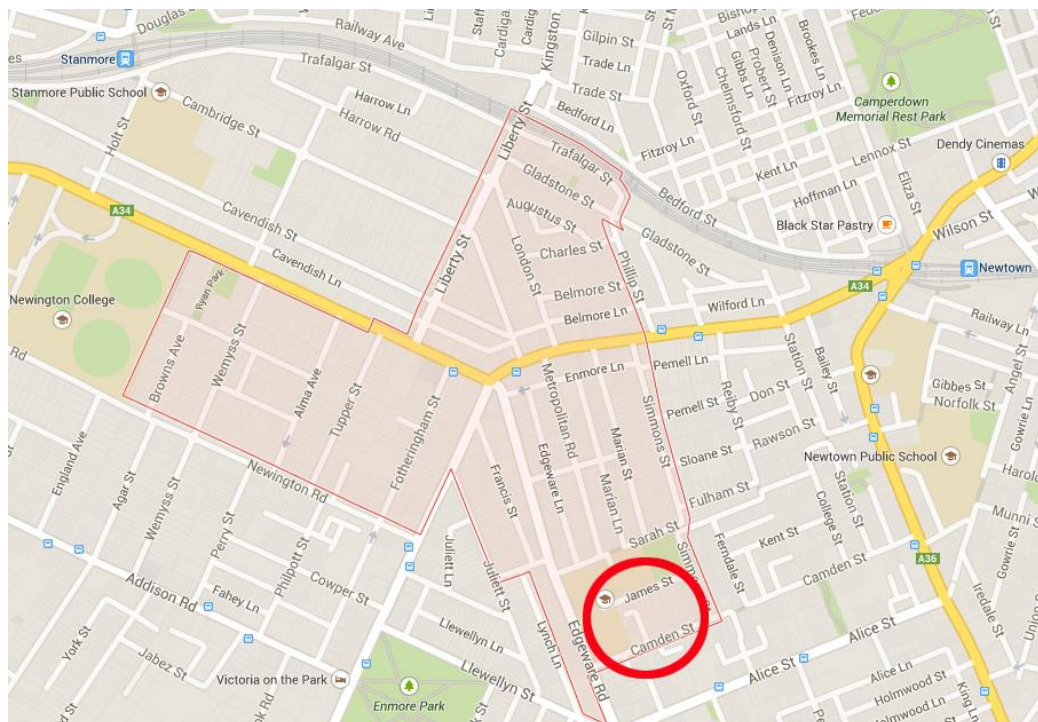 Douglas St
Railway Ave
Gilpin St
Kingston
Trade Ln
Trade St
Bedford Ln
Oxford St
Chelmsford St
Gibbs Ln
Probert St
Denison Ln
Brookes Ln
Fitzroy Ln
Camperdown
Memorial Rest Park
Stanmore
Trafalgar St
Stanmore Public School
Harrow Ln
Harrow Rd
Cambridge St
Holt St
Liberty St
Trafalgar St
Gladstone St
Fitzroy Ln
Kent Ln
Lennox St
Dendy Cinemas
Hoffman Ln
Eliza St
Bedford St
Augustus St
Black Star Pastry
Wilson St
A34
Cavendish St
Cavendish Ln
Liberty St
London St
Charles St
Phillip St
Gladstone St
Newtown
Newington College
Ryan Park
Belmore St
Belmore Ln
Wilford Ln
A34
Railway Ln
Browns Ave
Wemyss St
Alma Ave
Tupper St
Fotheringham St
Enmore Ln
Pemell Ln
Station St
Bailey St
Angel St
Metropolitan Rd
Simmons St
Pemell St
Reiby St
Don St
Gibbes St
Norfolk St
Gowrie Ln
England Ave
Agar St
Wemyss St
Newington Rd
Francis St
Edgeware Ln
Marian St
Marian Ln
Sloane St
Rawson St
Newtown Public School
Fulham St
Station St
College St
Perry St
Philpott St
Juliett Ln
Juliett St
Sarah St
Ferndale St
Kent St
Camden St
A36
Gowrie St
Addison Rd
Cowper St
Fahey Ln
James St
Iredale St
York St
Jabez St
Llewellyn Ln
Llewellyn St
Lynch Ln
Edgeware Rd
Camden St
Alice St
Alice St
Alice Ln
Holmwood St
Victoria on the Park
Enmore Park